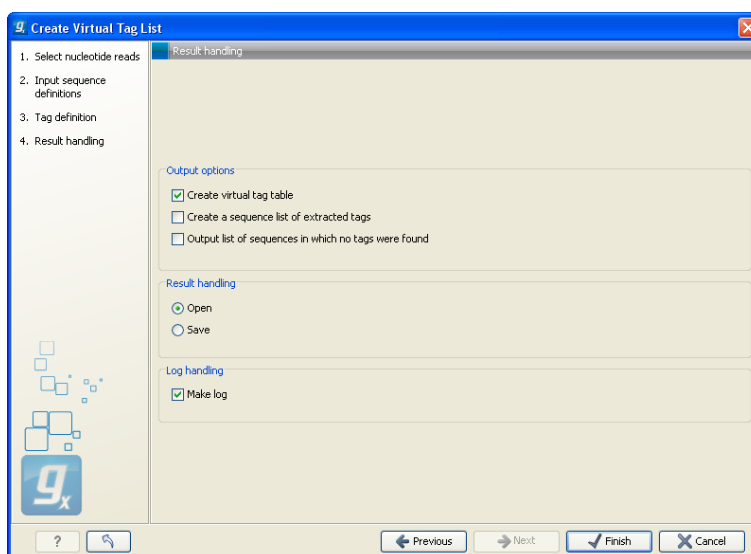 Create Virtual Tag List
1. Select nucleotide reads
2. Input sequence
definitions
3. Tag definition
4. Result handling
Result handling
Output options
Create virtual tag table
Create a sequence list of extracted tags
Output list of sequences in which no tags were found
Result handling
Open
Save
Log handling
Make log
gx
?
Previous
Next
Finish
Cancel